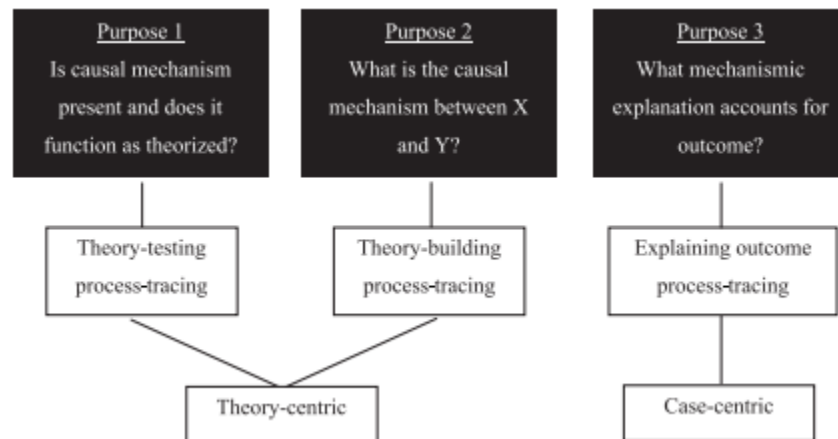 Purpose 1
Is causal mechanism
present and does it
function as theorized?
Purpose 2
What is the causal
mechanism between X
and Y?
Purpose 3
What mechanismic
explanation accounts for
outcome?
Theory-testing
process-tracing
Theory-building
process-tracing
Explaining outcome
process-tracing
Theory-centric
Case-centric